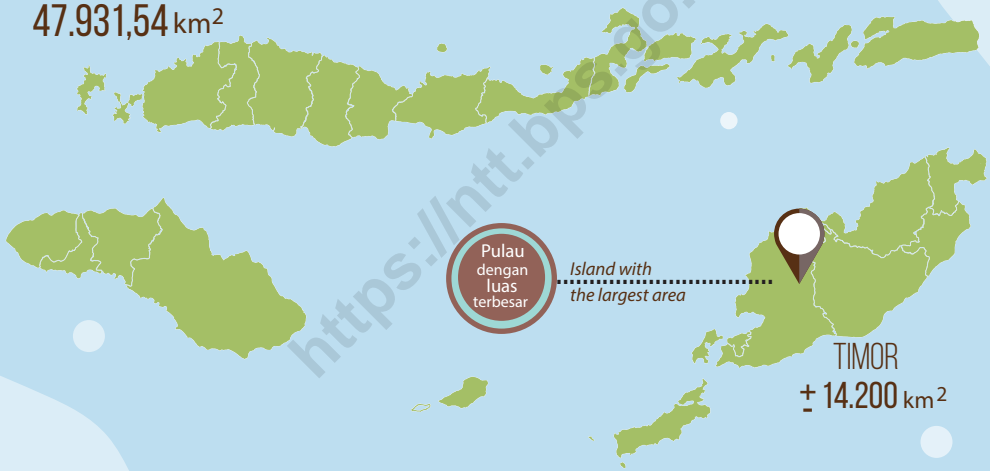 47.931,54 km²
Pulau
dengan
luas
terbesar
Island with
the largest area
TIMOR
± 14.200 km²
https://ntt.bps.go